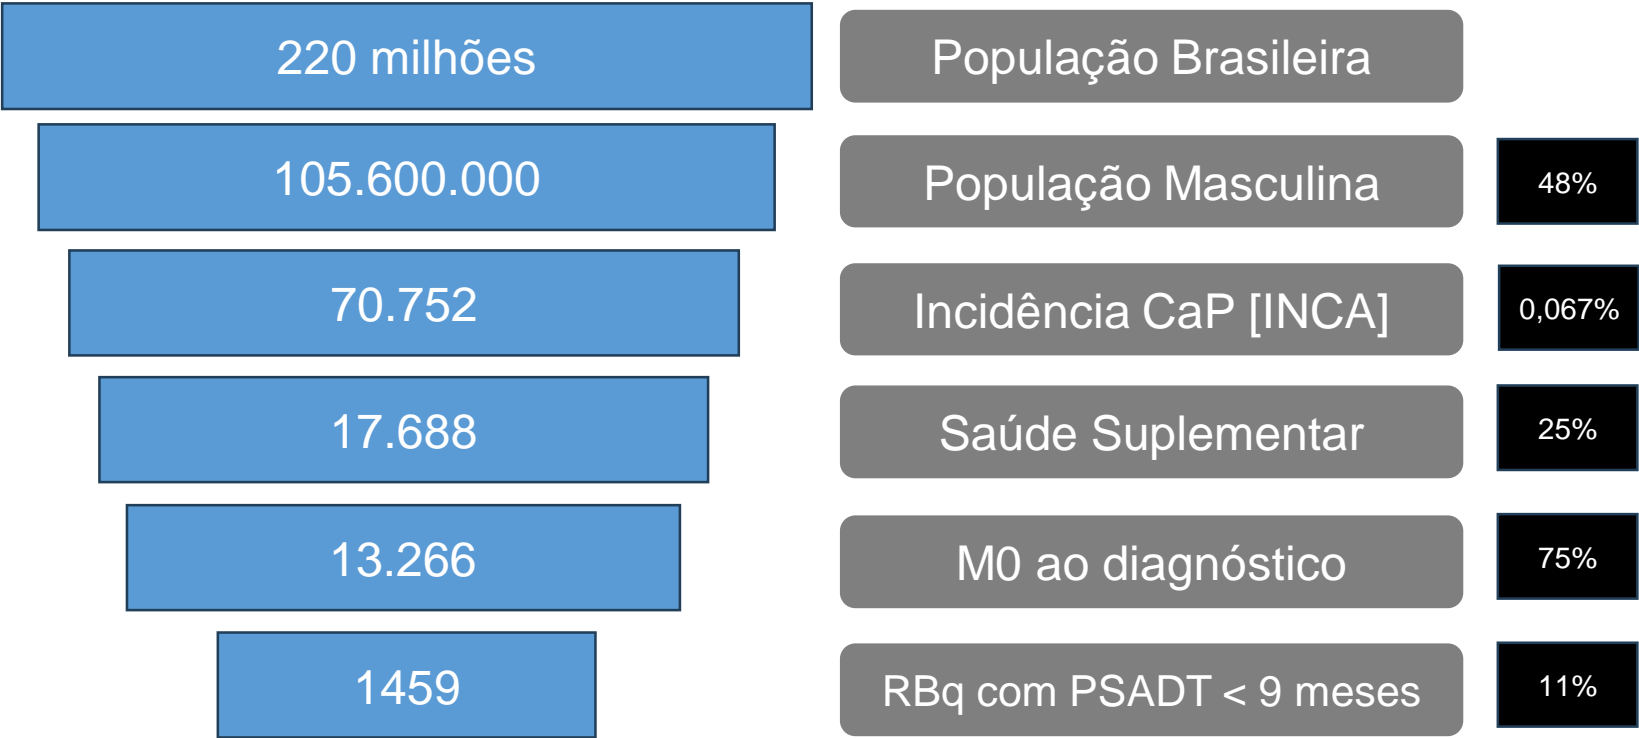 220 milhões
População Brasileira
105.600.000
População Masculina
48%
70.752
Incidência CaP [INCA]
0,067%
17.688
Saúde Suplementar
25%
13.266
M0 ao diagnóstico
75%
1459
RBq com PSADT < 9 meses
11%